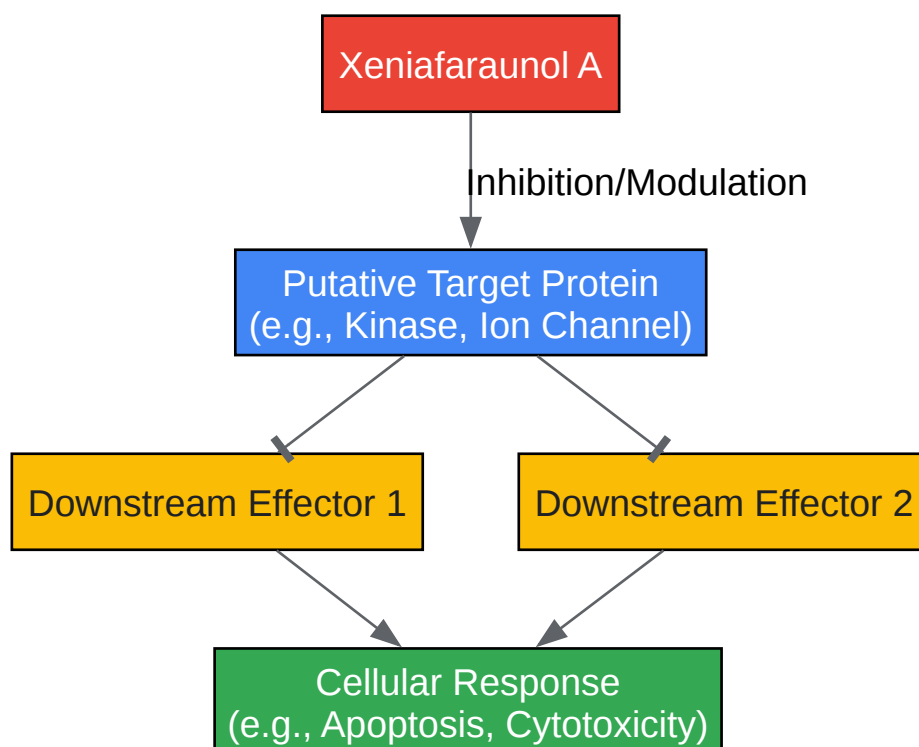 Xeniafaraunol A
Inhibition/Modulation
Putative Target Protein
(e.g., Kinase, Ion Channel)
Downstream Effector 1
Downstream Effector 2
Cellular Response
(e.g., Apoptosis, Cytotoxicity)